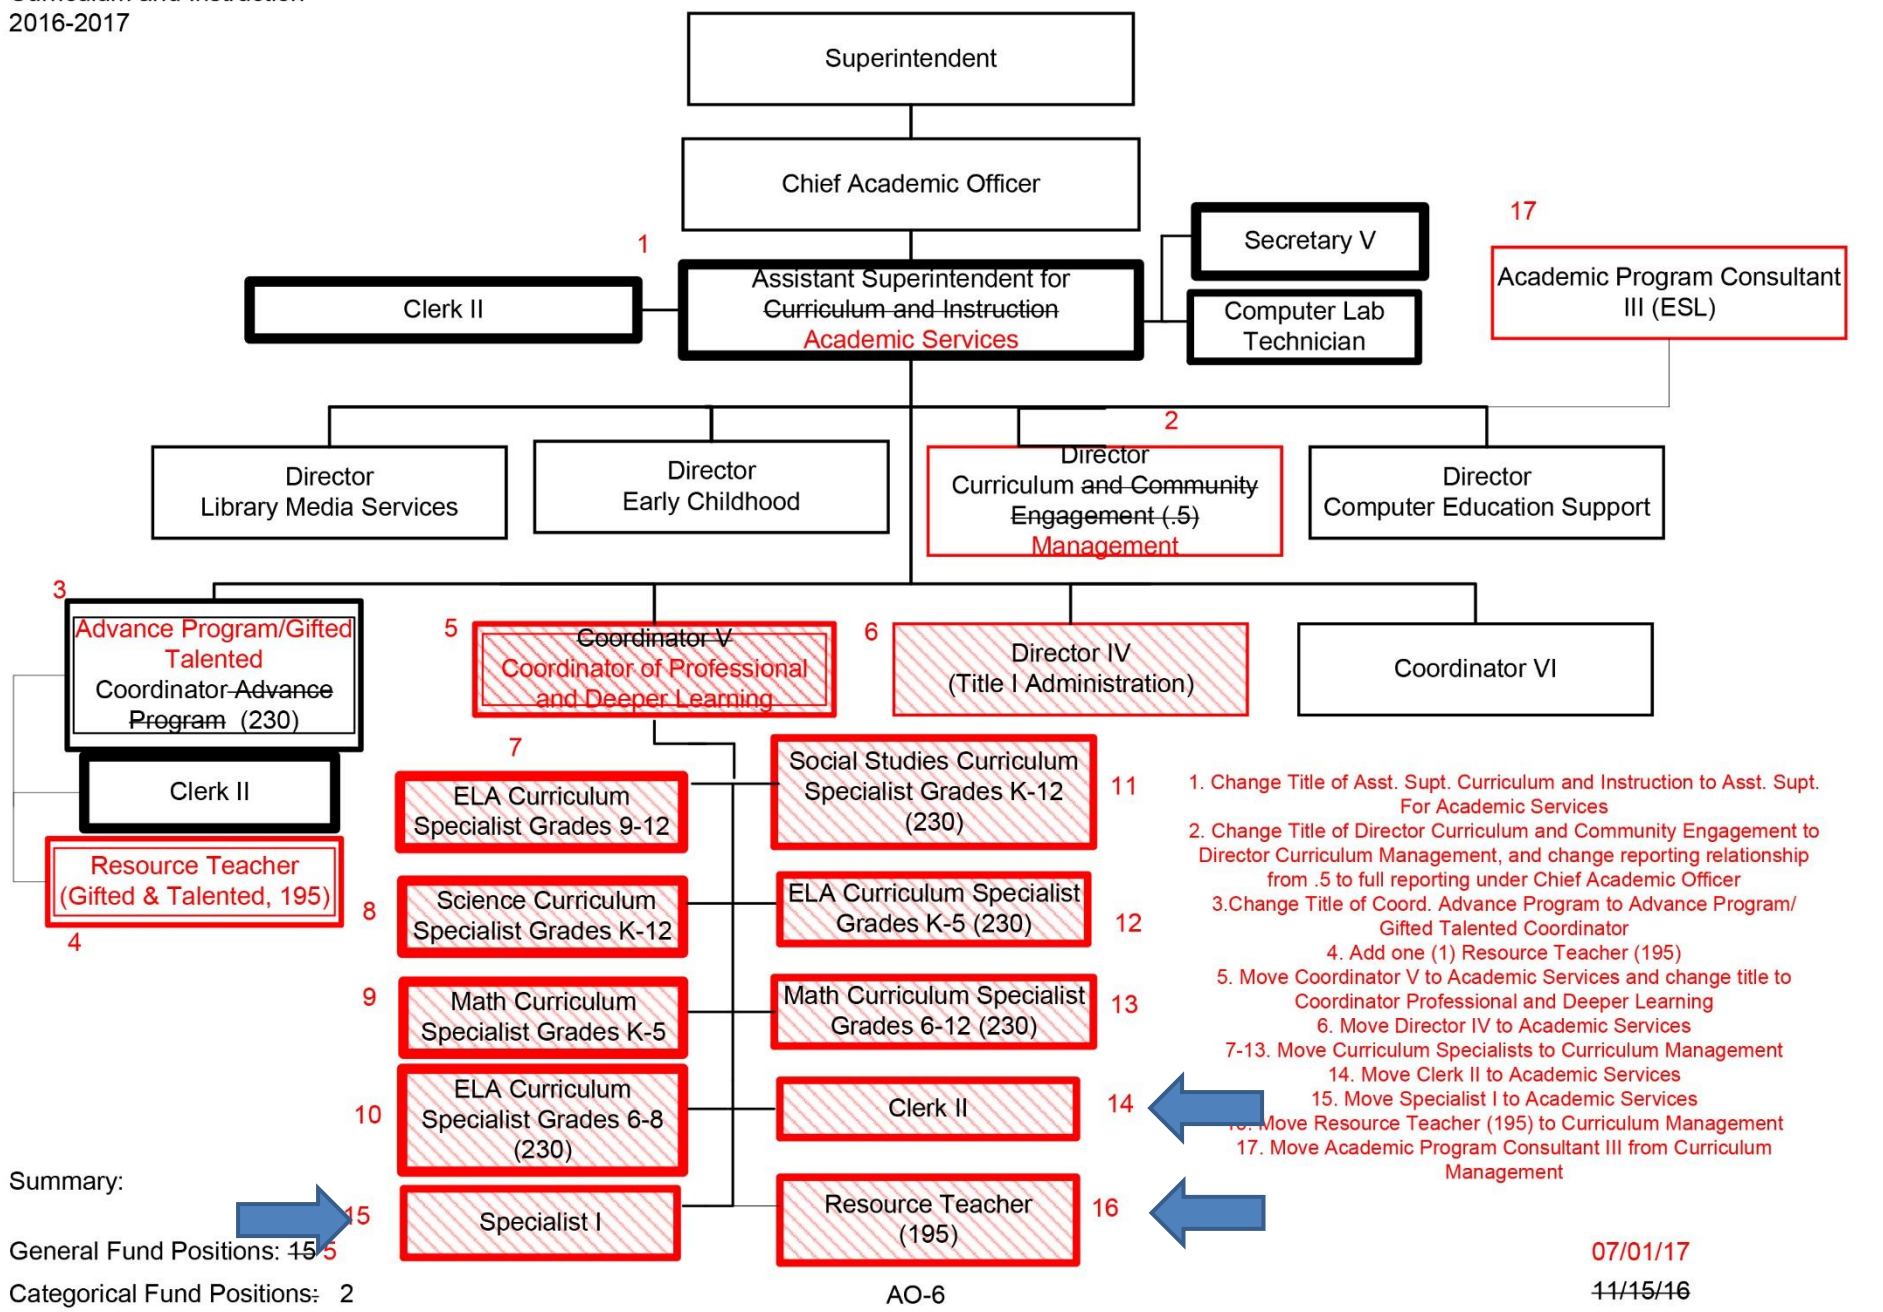 Curriculum and Instruction
2016-2017
Superintendent
Chief Academic Officer
1
17
Secretary V
Clerk II
Assistant Superintendent for
Curriculum and Instruction
Academic Services
Computer Lab
Technician
Academic Program Consultant
III (ESL)
2
Director
Library Media Services
Director
Early Childhood
Director
Curriculum and Community
Engagement (.5)
Management
Director
Computer Education Support
3
Advance Program/Gifted
Talented
Coordinator Advance
Program (230)
Clerk II
Resource Teacher
(Gifted & Talented, 195)
4
5
Coordinator V
Coordinator of Professional
and Deeper Learning
6
Director IV
(Title I Administration)
Coordinator VI
7
ELA Curriculum
Specialist Grades 9-12
Social Studies Curriculum
Specialist Grades K-12
(230)
11
8
Science Curriculum
Specialist Grades K-12
ELA Curriculum Specialist
Grades K-5 (230)
12
9
Math Curriculum
Specialist Grades K-5
Math Curriculum Specialist
Grades 6-12 (230)
13
10
ELA Curriculum
Specialist Grades 6-8
(230)
Clerk II
14
15
Specialist I
Resource Teacher
(195)
16
1. Change Title of Asst. Supt. Curriculum and Instruction to Asst. Supt.
For Academic Services
2. Change Title of Director Curriculum and Community Engagement to
Director Curriculum Management, and change reporting relationship
from .5 to full reporting under Chief Academic Officer
3.Change Title of Coord. Advance Program to Advance Program/
Gifted Talented Coordinator
4. Add one (1) Resource Teacher (195)
5. Move Coordinator V to Academic Services and change title to
Coordinator Professional and Deeper Learning
6. Move Director IV to Academic Services
7-13. Move Curriculum Specialists to Curriculum Management
14. Move Clerk II to Academic Services
15. Move Specialist I to Academic Services
16. Move Resource Teacher (195) to Curriculum Management
17. Move Academic Program Consultant III from Curriculum
Management
Summary:
General Fund Positions: 15 5
Categorical Fund Positions: 2
AO-6
07/01/17
11/15/16